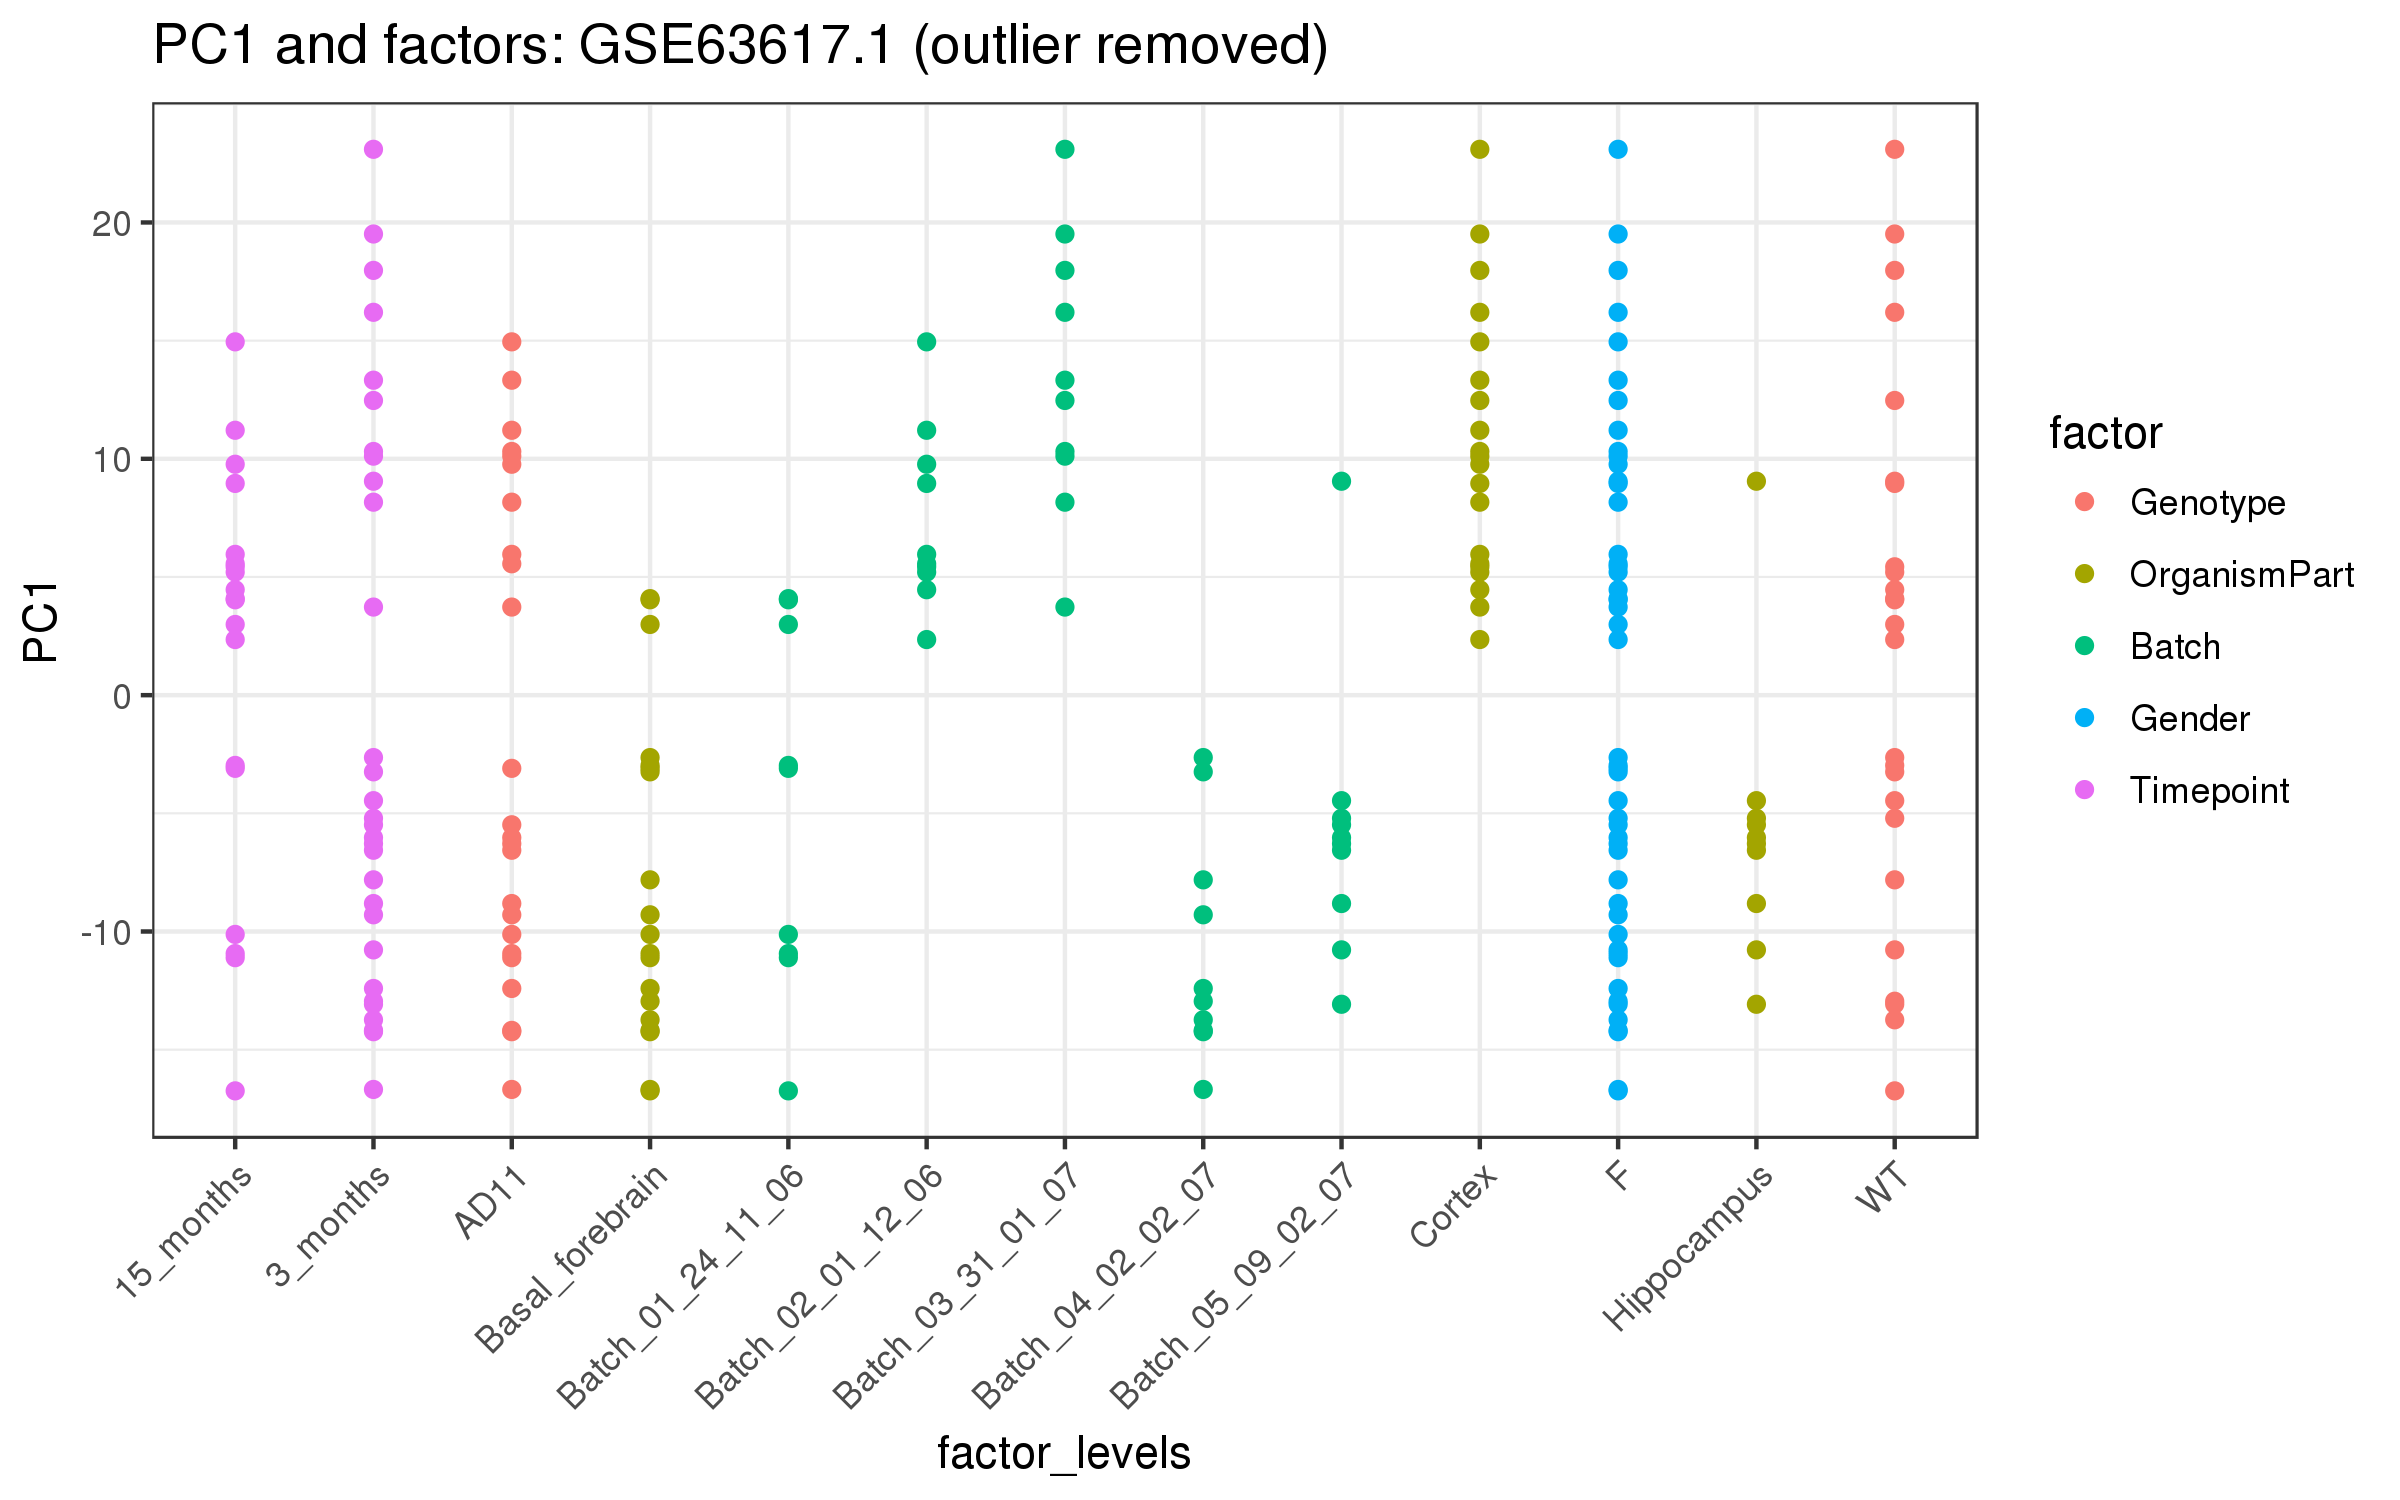 PC1 and factors: GSE63617.1 (outlier removed)
20
10
0
-10
PC1
15_months
3_months
AD11
Basal_forebrain
Batch_01_24_11_06
Batch_02_01_12_06
Batch_03_31_01_07
Batch_04_02_02_07
Batch_05_09_02_07
Cortex
F
Hippocampus
WT
factor_levels
factor
Genotype
OrganismPart
Batch
Gender
Timepoint